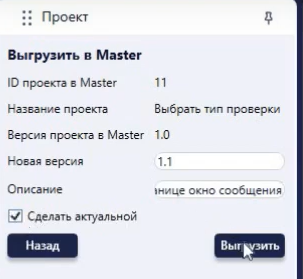 Проект
Выгрузить в Master
ID проекта в Master 11
Название проекта Выбрать тип проверки
Версия проекта в Master 1.0
Новая версия 1.1
Описание окно сообщения
Сделать актуальной
Назад Выгрузить